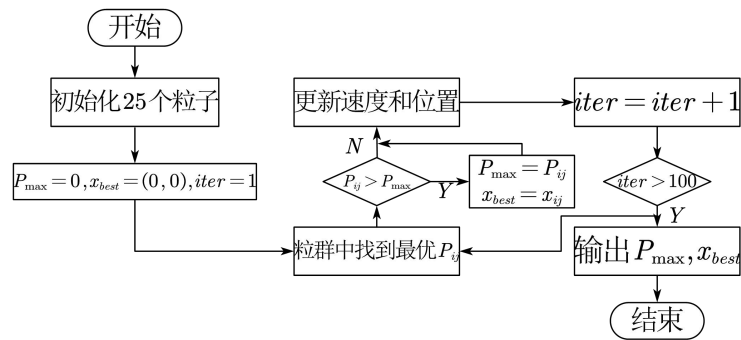 开始
初始化25个粒子
P_max=0,x_best=(0,0),iter=1
粒群中找到最优P_ij
P_ij>P_max
N
Y
P_max=P_ij
x_best=x_ij
更新速度和位置
iter=iter+1
iter>100
Y
输出P_max,x_best
结束